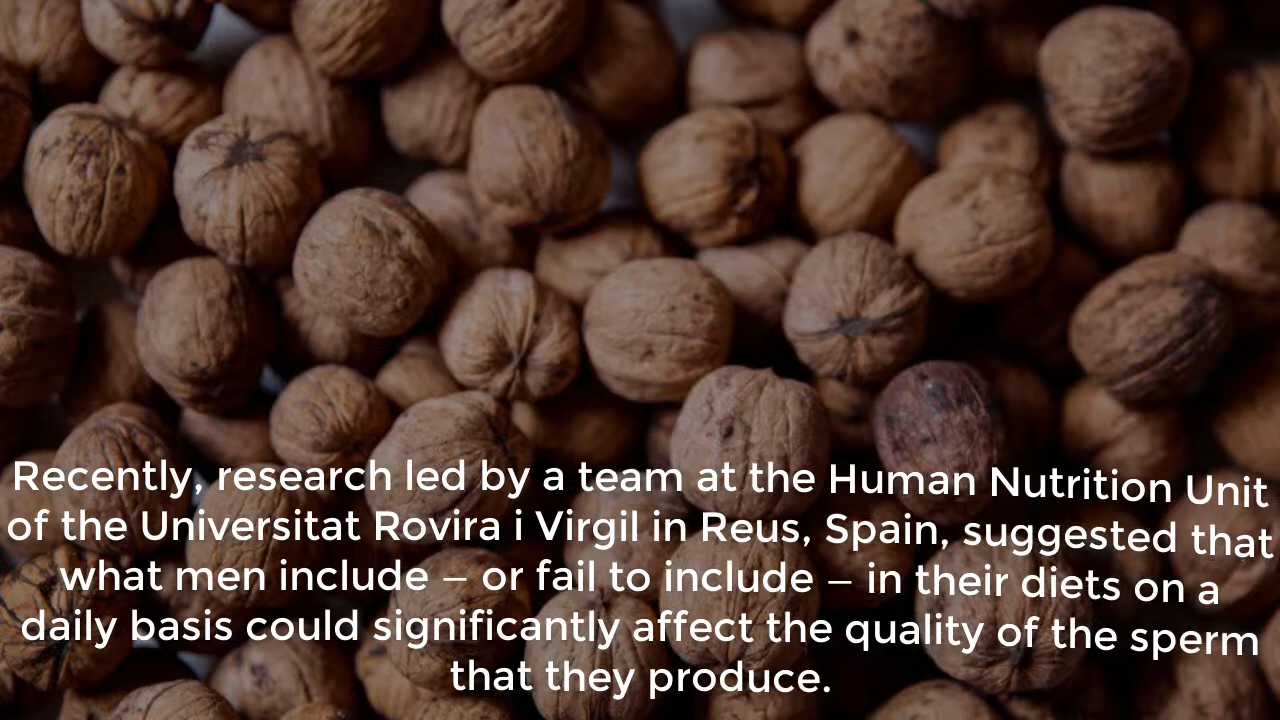 Recently, research led by a team at the Human Nutrition Unit
of the Universitat Rovira i Virgil in Reus, Spain, suggested that
what men include – or fail to include – in their diets on a
daily basis could significantly affect the quality of the sperm
that they produce.